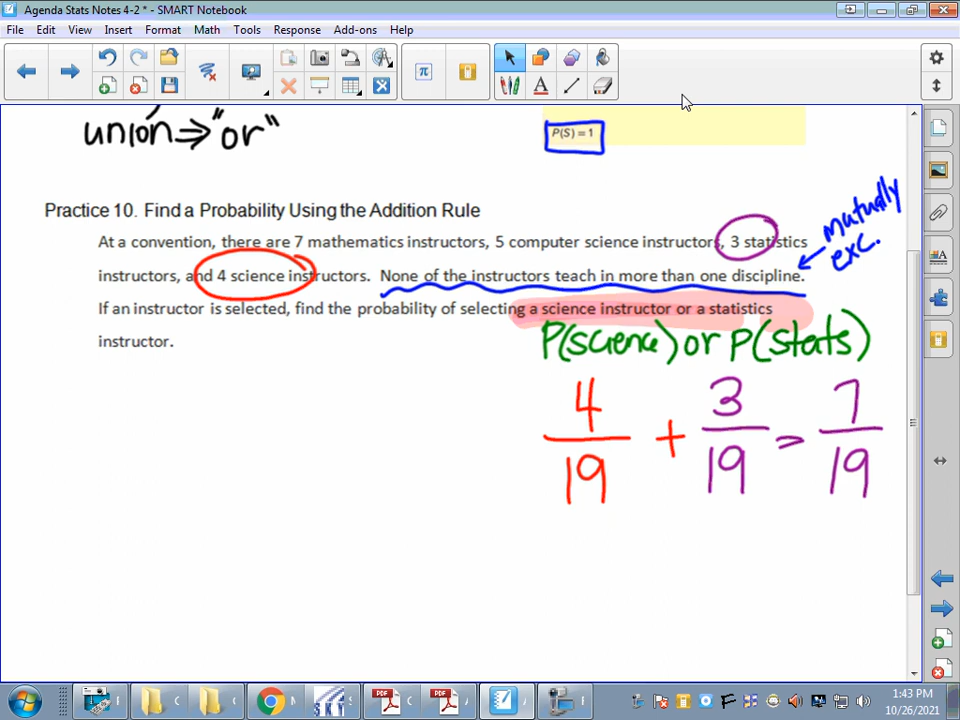 Agenda Stats Notes 4-2 * - SMART Notebook
File Edit View Insert Format Math Tools Response Add-ons Help
π
A
union ⇒ "or"
P(S) = 1
Practice 10. Find a Probability Using the Addition Rule
At a convention, there are 7 mathematics instructors, 5 computer science instructors, 3 statistics
instructors, and 4 science instructors. None of the instructors teach in more than one discipline.
mutually
exc.
If an instructor is selected, find the probability of selecting a science instructor or a statistics
instructor.
P(science) or P(stats)
4/19 + 3/19 = 7/19
PDF PDF
1:43 PM
10/26/2021